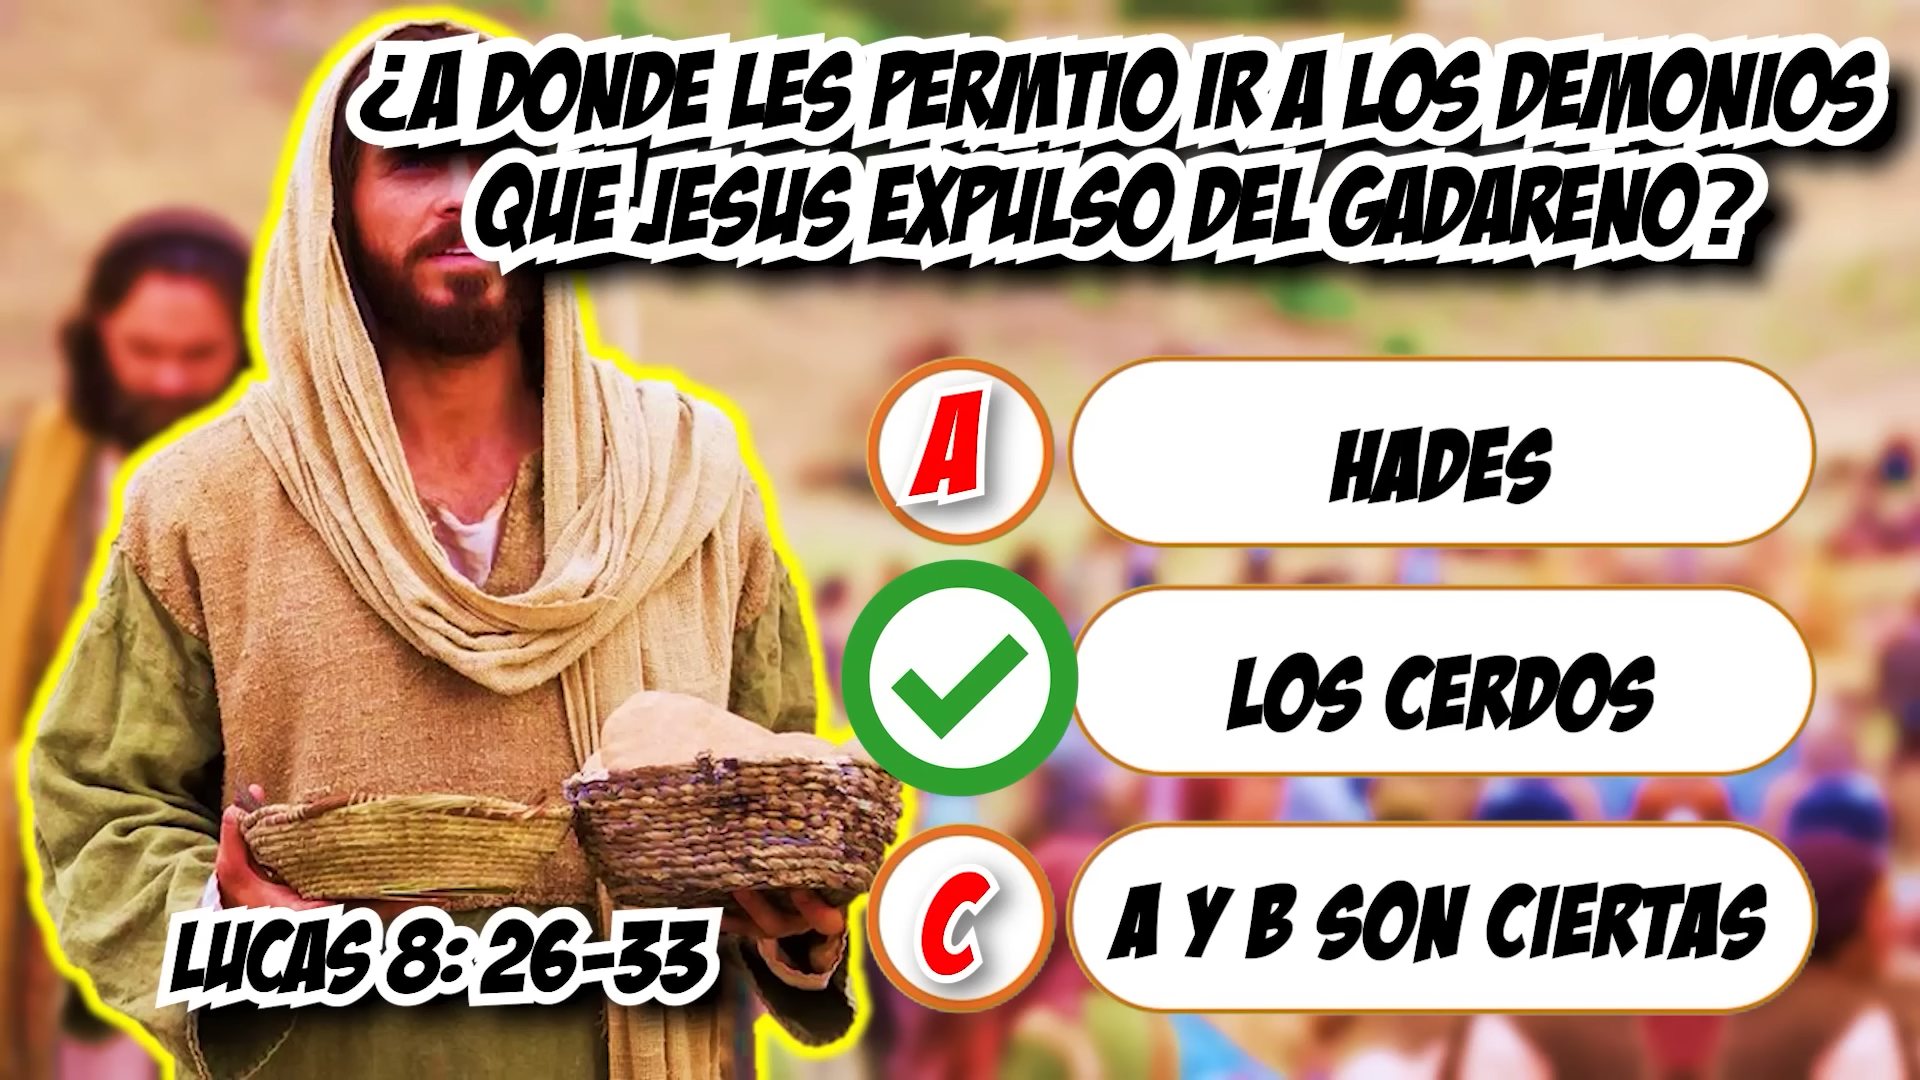 ¿A DONDE LES PERMTIO IR A LOS DEMONIOS
QUE JESUS EXPULSO DEL GADARENO?
A
HADES
LOS CERDOS
C
A Y B SON CIERTAS
LUCAS 8: 26-33